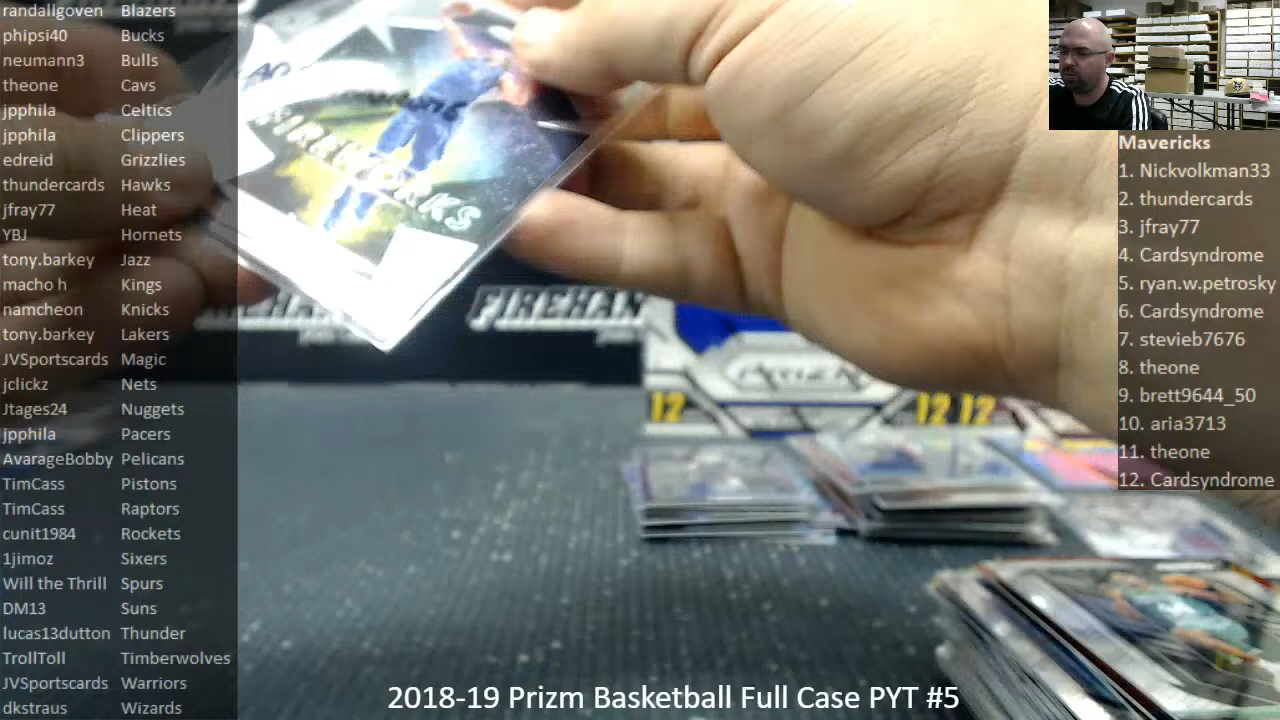 randallgoven Blazers
phipsi40 Bucks
neumann3 Bulls
theone Cavs
jpphila Celtics
jpphila Clippers
edreid Grizzlies
thundercards Hawks
jfray77 Heat
YBJ Hornets
tony.barkey Jazz
macho h Kings
namcheon Knicks
tony.barkey Lakers
JVSportscards Magic
jclickz Nets
Jtages24 Nuggets
jpphila Pacers
AvarageBobby Pelicans
TimCass Pistons
TimCass Raptors
cunit1984 Rockets
1jimoz Sixers
Will the Thrill Spurs
DM13 Suns
lucas13dutton Thunder
TrollToll Timberwolves
JVSportscards Warriors
dkstraus Wizards
FIREWORKS
FIREHAN
PRIZM
12
12 12
Mavericks
1. Nickvolkman33
2. thundercards
3. jfray77
4. Cardsyndrome
5. ryan.w.petrosky
6. Cardsyndrome
7. stevieb7676
8. theone
9. brett9644_50
10. aria3713
11. theone
12. Cardsyndrome
2018-19 Prizm Basketball Full Case PYT #5